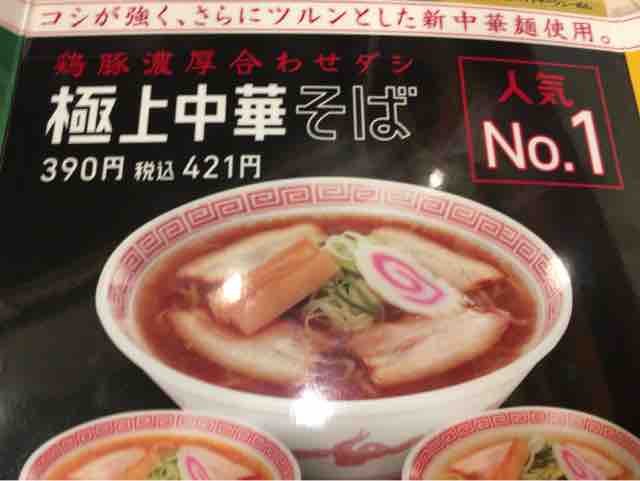 コシが強く、さらにツルンとした新中華麺使用。
鶏豚濃厚合わせダシ
極上中華そば
390円 税込 421円
人気
No.1